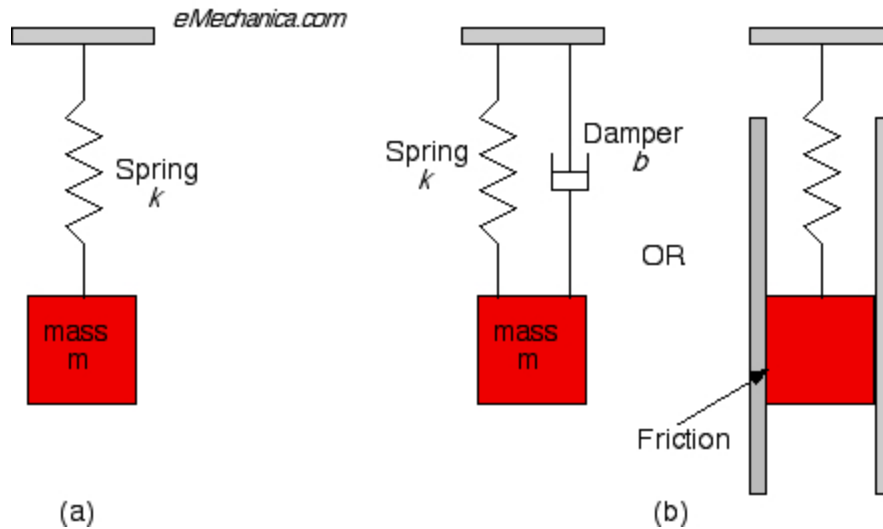 eMechanica.com
Spring
k
mass
m
(a)
Spring
k
Damper
b
mass
m
OR
Friction
(b)